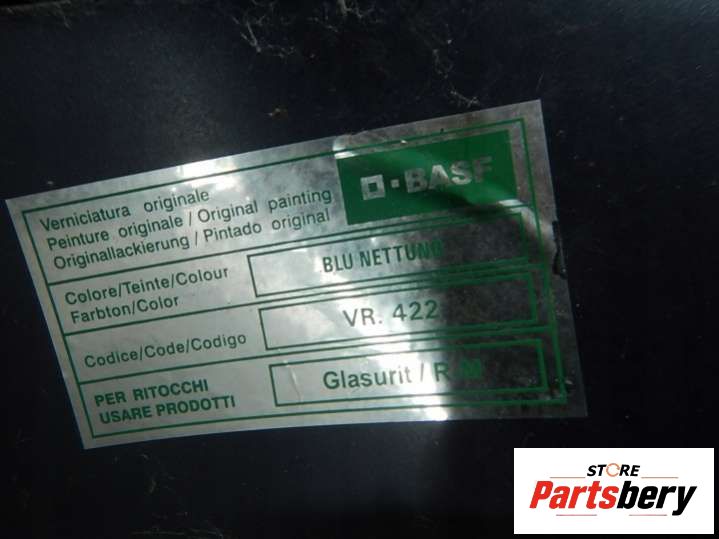 Verniciatura originale
Peinture originale / Original painting
Originallackierung / Pintado original
BASF
Colore/Teinte/Colour
Farbton/Color
BLU NETTUNO
Codice/Code/Codigo
VR. 422
PER RITOCCHI
USARE PRODOTTI
Glasurit / R-M
STORE
Partsbery